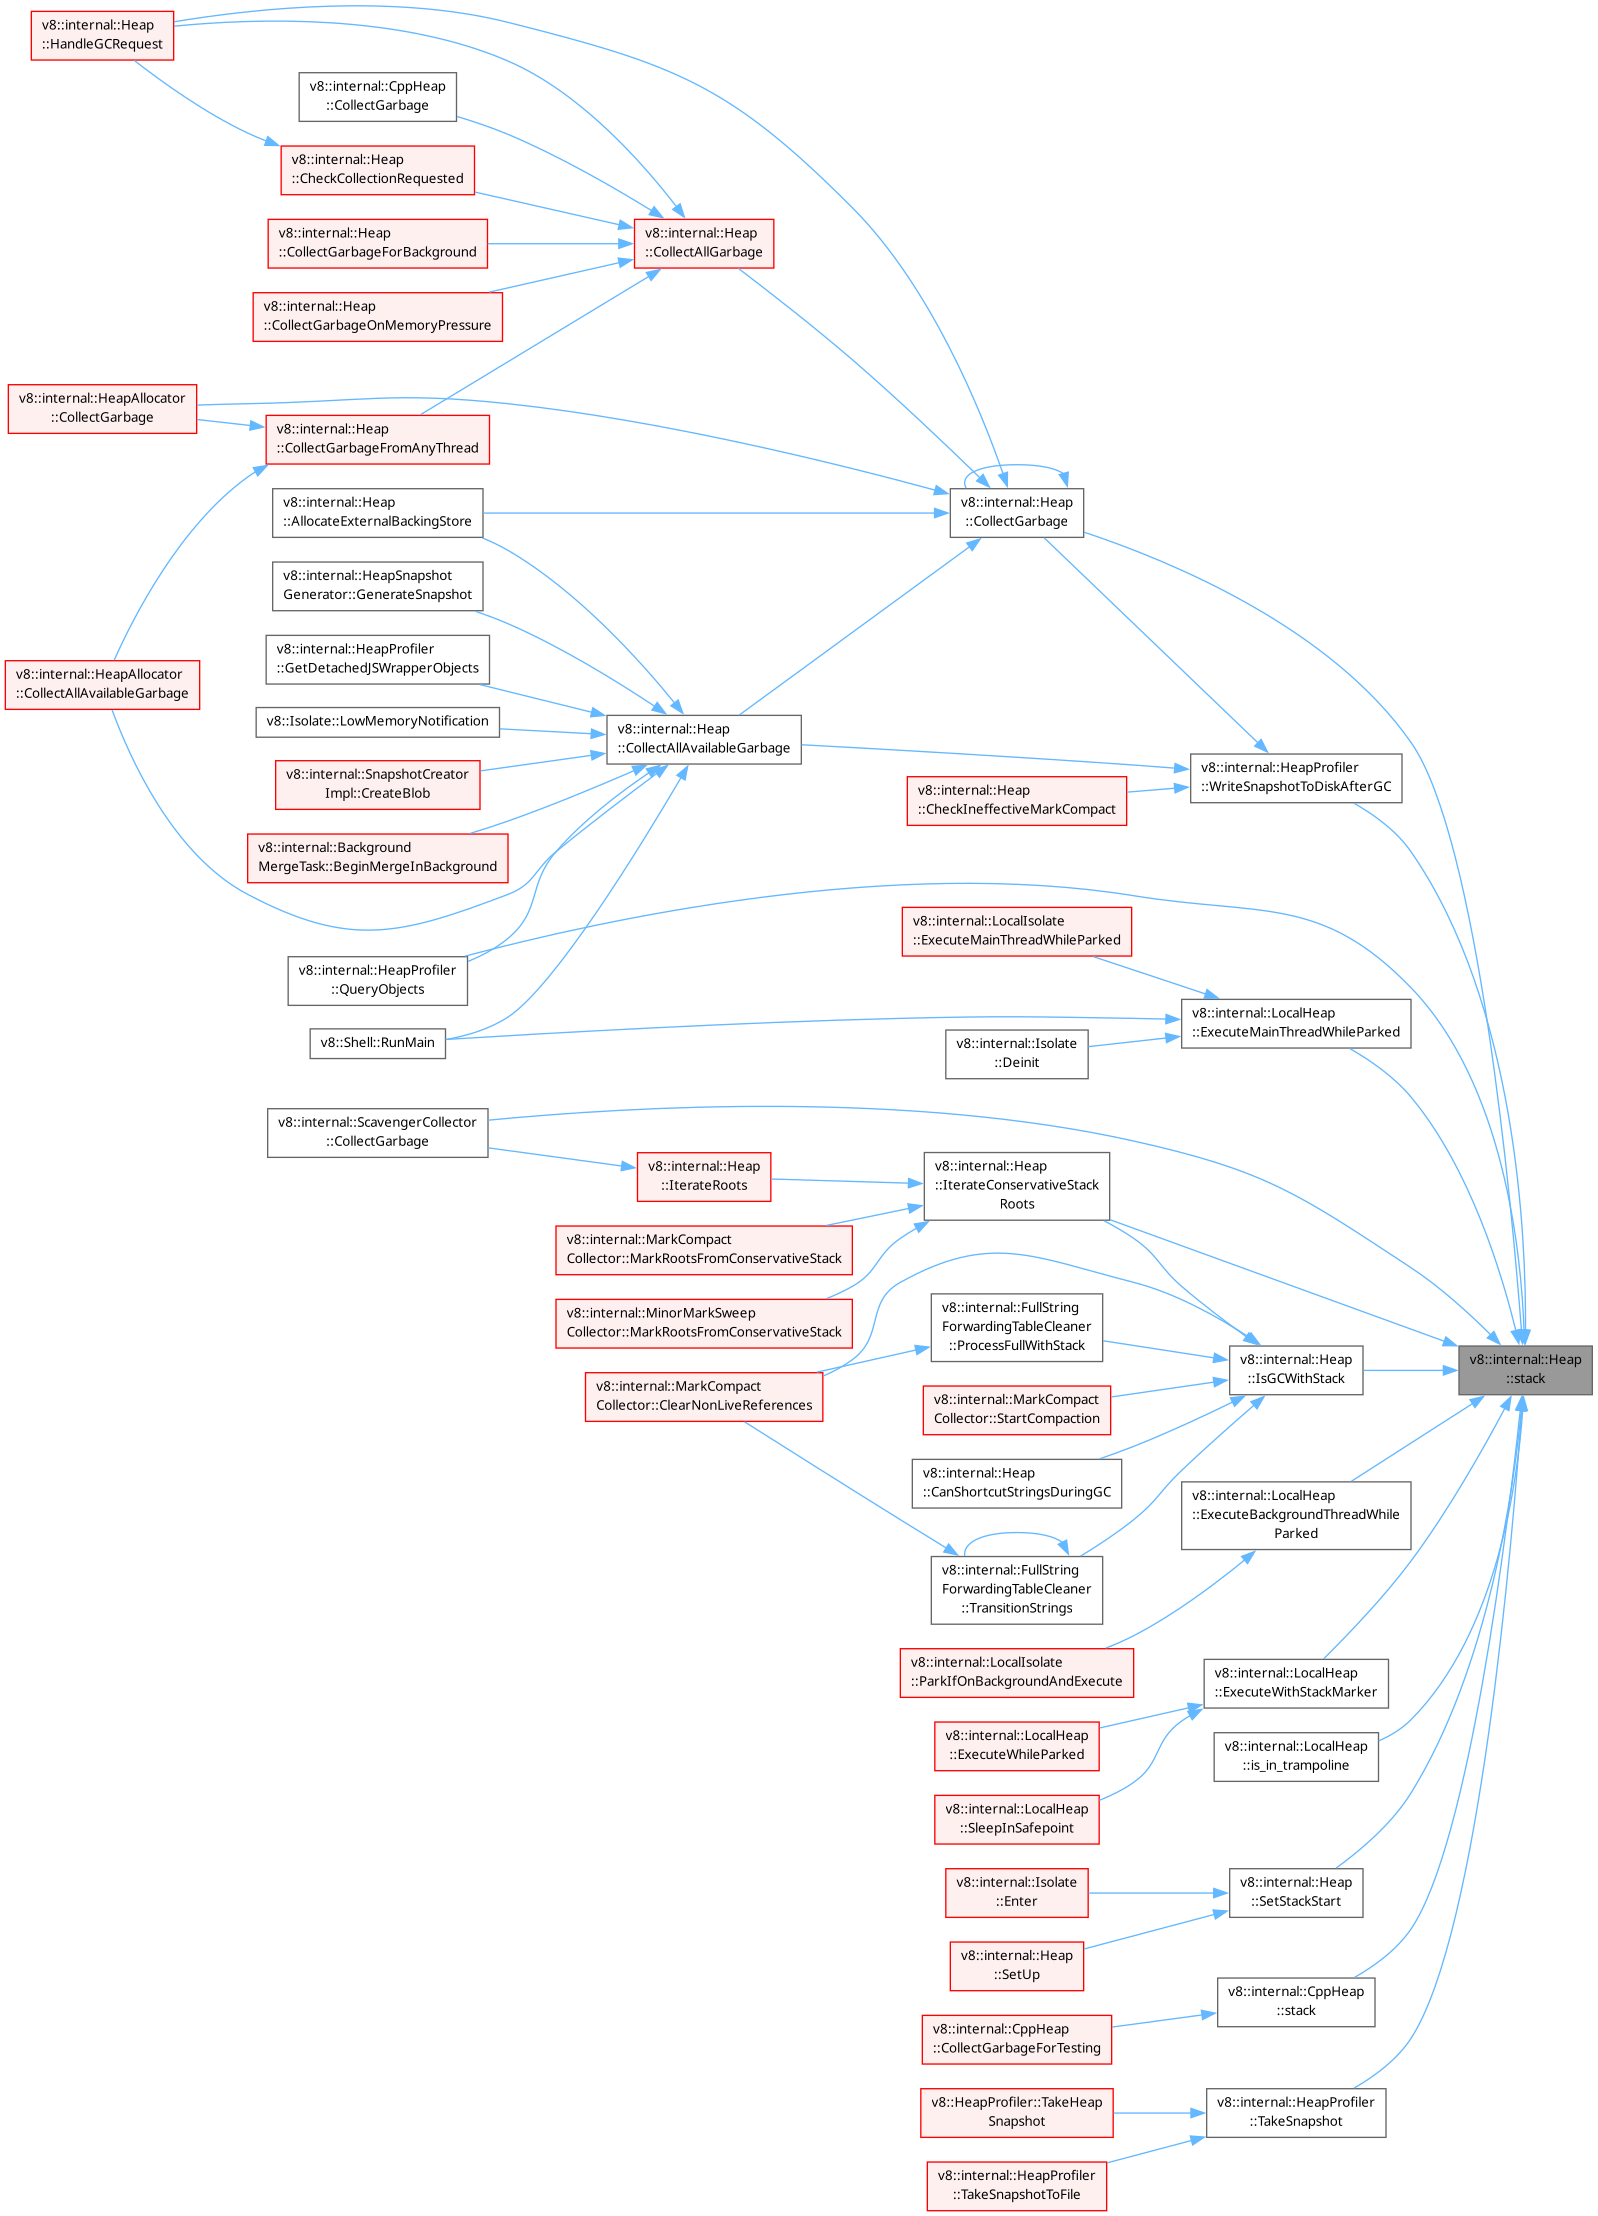 v8::internal::Heap
::HandleGCRequest
v8::internal::CppHeap
::CollectGarbage
v8::internal::Heap
::CheckCollectionRequested
v8::internal::Heap
::CollectGarbageForBackground
v8::internal::Heap
::CollectAllGarbage
v8::internal::Heap
::CollectGarbageOnMemoryPressure
v8::internal::HeapAllocator
::CollectGarbage
v8::internal::Heap
::CollectGarbageFromAnyThread
v8::internal::Heap
::AllocateExternalBackingStore
v8::internal::Heap
::CollectGarbage
v8::internal::HeapSnapshot
Generator::GenerateSnapshot
v8::internal::HeapProfiler
::GetDetachedJSWrapperObjects
v8::internal::HeapAllocator
::CollectAllAvailableGarbage
v8::Isolate::LowMemoryNotification
v8::internal::Heap
::CollectAllAvailableGarbage
v8::internal::SnapshotCreator
Impl::CreateBlob
v8::internal::HeapProfiler
::WriteSnapshotToDiskAfterGC
v8::internal::Heap
::CheckIneffectiveMarkCompact
v8::internal::Background
MergeTask::BeginMergeInBackground
v8::internal::LocalIsolate
::ExecuteMainThreadWhileParked
v8::internal::HeapProfiler
::QueryObjects
v8::internal::LocalHeap
::ExecuteMainThreadWhileParked
v8::Shell::RunMain
v8::internal::Isolate
::Deinit
v8::internal::ScavengerCollector
::CollectGarbage
v8::internal::Heap
::IterateRoots
v8::internal::Heap
::IterateConservativeStack
Roots
v8::internal::MarkCompact
Collector::MarkRootsFromConservativeStack
v8::internal::MinorMarkSweep
Collector::MarkRootsFromConservativeStack
v8::internal::FullString
ForwardingTableCleaner
::ProcessFullWithStack
v8::internal::Heap
::IsGCWithStack
v8::internal::Heap
::stack
v8::internal::MarkCompact
Collector::ClearNonLiveReferences
v8::internal::MarkCompact
Collector::StartCompaction
v8::internal::Heap
::CanShortcutStringsDuringGC
v8::internal::LocalHeap
::ExecuteBackgroundThreadWhile
Parked
v8::internal::FullString
ForwardingTableCleaner
::TransitionStrings
v8::internal::LocalIsolate
::ParkIfOnBackgroundAndExecute
v8::internal::LocalHeap
::ExecuteWithStackMarker
v8::internal::LocalHeap
::ExecuteWhileParked
v8::internal::LocalHeap
::is_in_trampoline
v8::internal::LocalHeap
::SleepInSafepoint
v8::internal::Isolate
::Enter
v8::internal::Heap
::SetStackStart
v8::internal::Heap
::SetUp
v8::internal::CppHeap
::stack
v8::internal::CppHeap
::CollectGarbageForTesting
v8::HeapProfiler::TakeHeap
Snapshot
v8::internal::HeapProfiler
::TakeSnapshot
v8::internal::HeapProfiler
::TakeSnapshotToFile